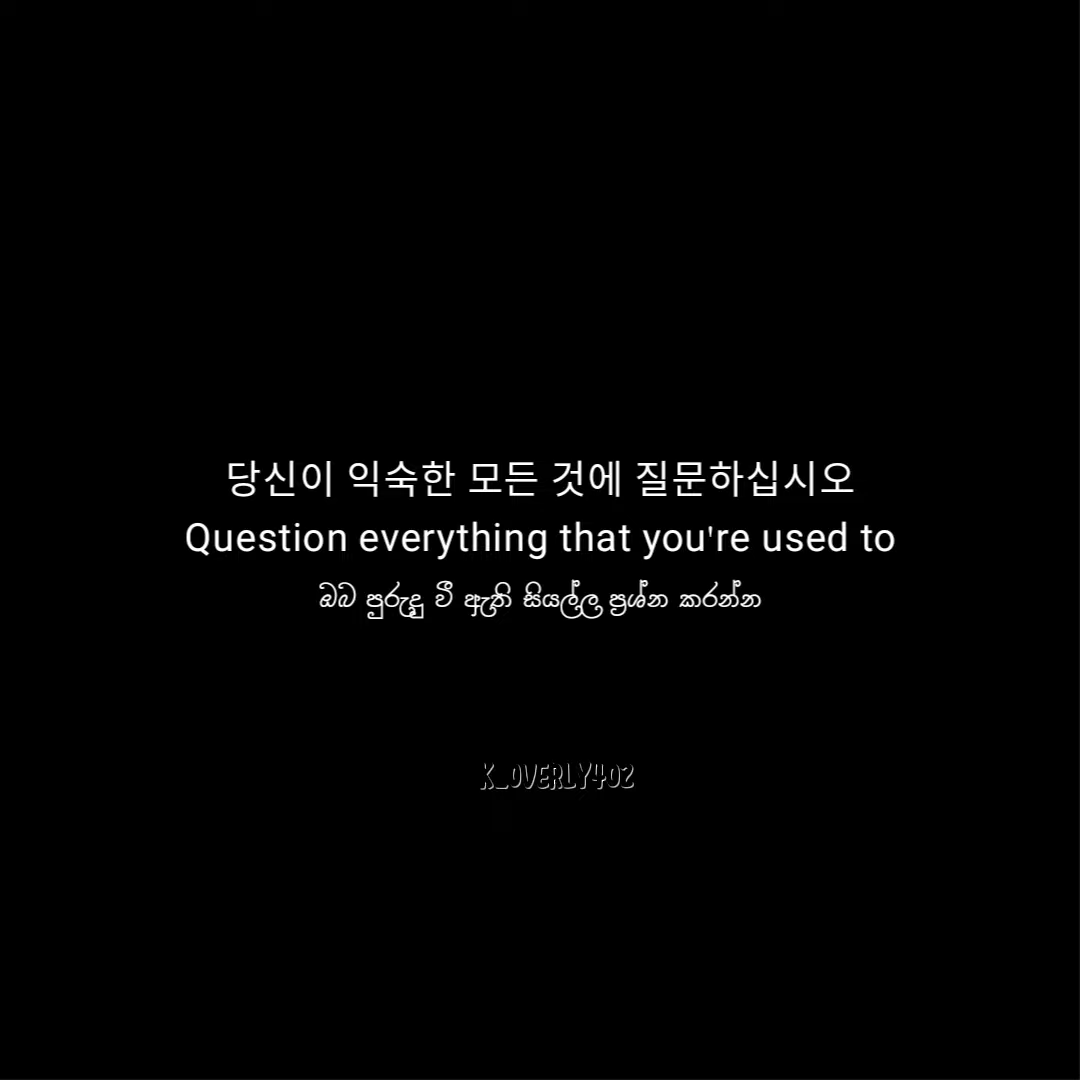 당신이 익숙한 모든 것에 질문하십시오
Question everything that you're used to
ඔබ පුරුදු වී ඇති සියල්ල ප්‍රශ්න කරන්න
K_OVERLY402